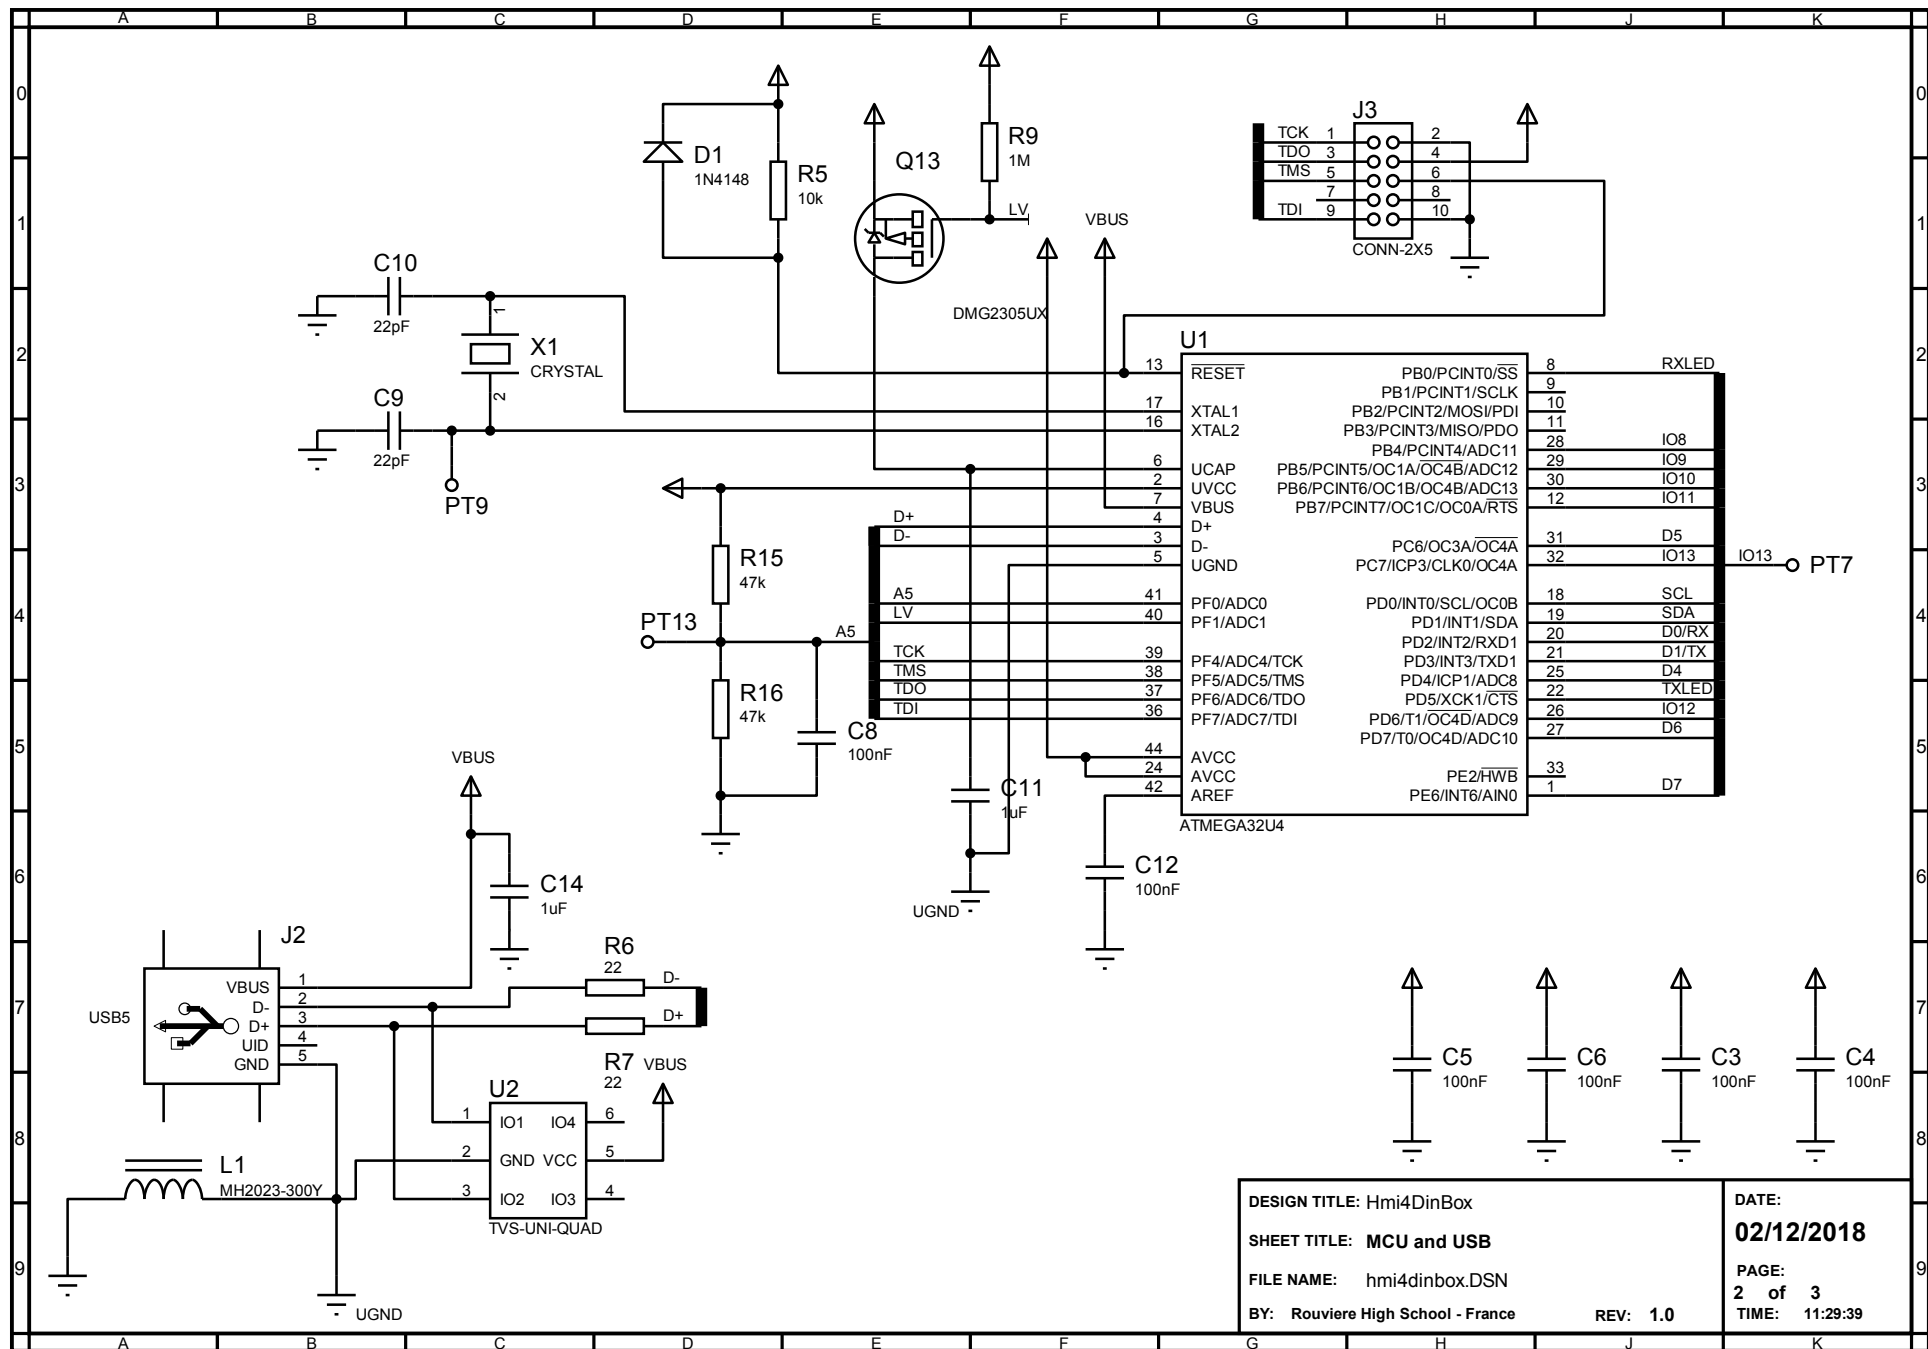 A B C D E F G H J K
0 0
1 1
2 2
3 3
4 4
5 5
6 6
7 7
8 8
9 9
D1
1N4148
R5
10k
Q13
DMG2305UX
R9
1M
LV
VBUS
J3
TCK 1 2
TDO 3 4
TMS 5 6
7 8
TDI 9 10
CONN-2X5
C10
22pF
X1
CRYSTAL
1
2
C9
22pF
PT9
U1
13 RESET
17 XTAL1
16 XTAL2
6 UCAP
2 UVCC
7 VBUS
D+ 4 D+
D- 3 D-
5 UGND
A5 41 PF0/ADC0
LV 40 PF1/ADC1
TCK 39 PF4/ADC4/TCK
TMS 38 PF5/ADC5/TMS
TDO 37 PF6/ADC6/TDO
TDI 36 PF7/ADC7/TDI
44 AVCC
24 AVCC
42 AREF
PB0/PCINT0/SS 8 RXLED
PB1/PCINT1/SCLK 9
PB2/PCINT2/MOSI/PDI 10
PB3/PCINT3/MISO/PDO 11
PB4/PCINT4/ADC11 28 IO8
PB5/PCINT5/OC1A/OC4B/ADC12 29 IO9
PB6/PCINT6/OC1B/OC4B/ADC13 30 IO10
PB7/PCINT7/OC1C/OC0A/RTS 12 IO11
PC6/OC3A/OC4A 31 D5
PC7/ICP3/CLK0/OC4A 32 IO13
PD0/INT0/SCL/OC0B 18 SCL
PD1/INT1/SDA 19 SDA
PD2/INT2/RXD1 20 D0/RX
PD3/INT3/TXD1 21 D1/TX
PD4/ICP1/ADC8 25 D4
PD5/XCK1/CTS 22 TXLED
PD6/T1/OC4D/ADC9 26 IO12
PD7/T0/OC4D/ADC10 27 D6
PE2/HWB 33
PE6/INT6/AIN0 1 D7
ATMEGA32U4
IO13 PT7
R15
47k
PT13
A5
R16
47k
C8
100nF
C11
1uF
UGND
C12
100nF
VBUS
C14
1uF
J2
USB5
VBUS 1
D- 2
D+ 3
UID 4
GND 5
R6
22
D-
D+
R7
22
VBUS
U2
1 IO1 IO4 6
2 GND VCC 5
3 IO2 IO3 4
TVS-UNI-QUAD
L1
MH2023-300Y
UGND
C5
100nF
C6
100nF
C3
100nF
C4
100nF
DESIGN TITLE: Hmi4DinBox
SHEET TITLE: MCU and USB
FILE NAME: hmi4dinbox.DSN
BY: Rouviere High School - France REV: 1.0
DATE:
02/12/2018
PAGE:
2 of 3
TIME: 11:29:39
A B C D E F G H J K